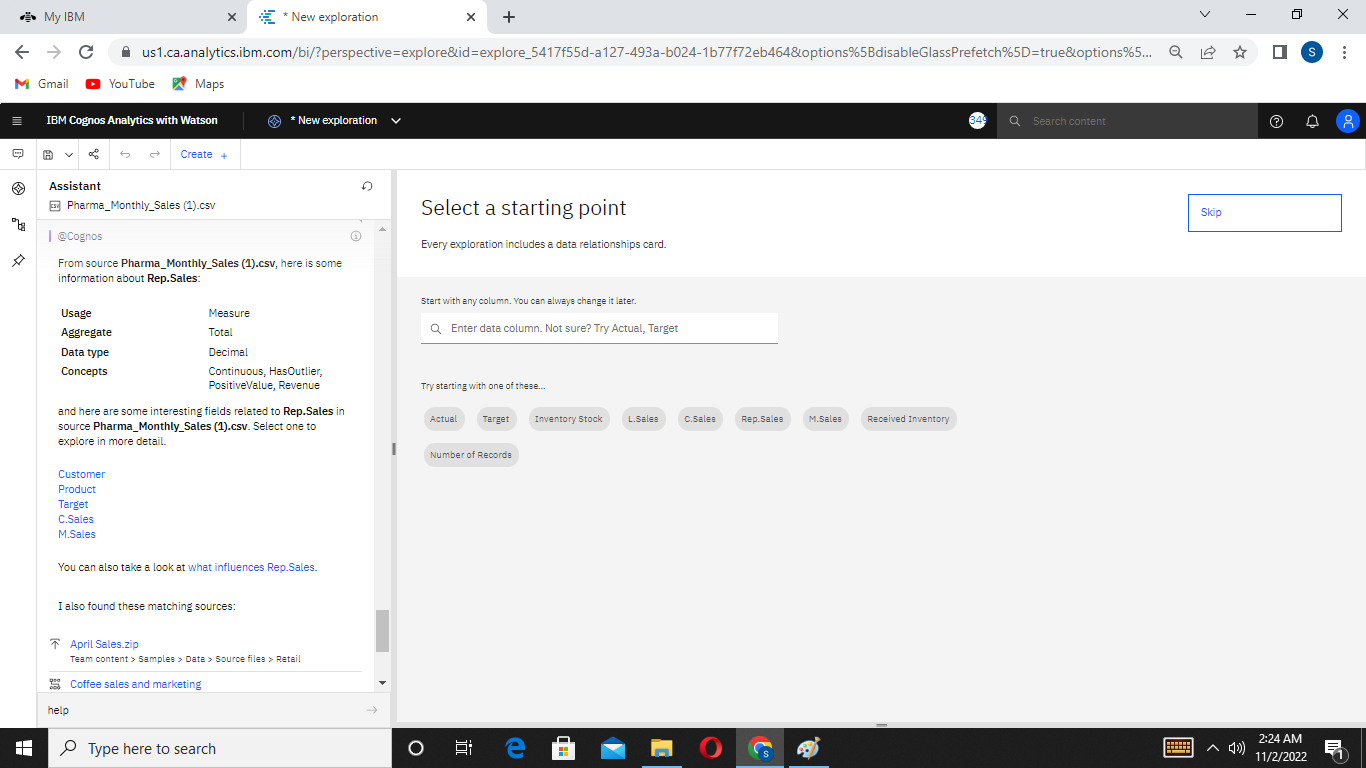 My IBM
* New exploration
us1.ca.analytics.ibm.com/bi/?perspective=explore&id=explore_5417f55d-a127-493a-b024-1b77f72eb464&options%5BdisableGlassPrefetch%5D=true&options%5...
S
Gmail
YouTube
Maps
IBM Cognos Analytics with Watson
* New exploration
349
Search content
Create +
Assistant
CSV Pharma_Monthly_Sales (1).csv
@Cognos
From source Pharma_Monthly_Sales (1).csv, here is some
information about Rep.Sales:
Usage Measure
Aggregate Total
Data type Decimal
Concepts Continuous, HasOutlier,
PositiveValue, Revenue
and here are some interesting fields related to Rep.Sales in
source Pharma_Monthly_Sales (1).csv. Select one to
explore in more detail.
Customer
Product
Target
C.Sales
M.Sales
You can also take a look at what influences Rep.Sales.
I also found these matching sources:
April Sales.zip
Team content > Samples > Data > Source files > Retail
Coffee sales and marketing
help
Select a starting point
Skip
Every exploration includes a data relationships card.
Start with any column. You can always change it later.
Enter data column. Not sure? Try Actual, Target
Try starting with one of these...
Actual Target Inventory Stock L.Sales C.Sales Rep.Sales M.Sales Received Inventory
Number of Records
Type here to search
S
2:24 AM
11/2/2022
1